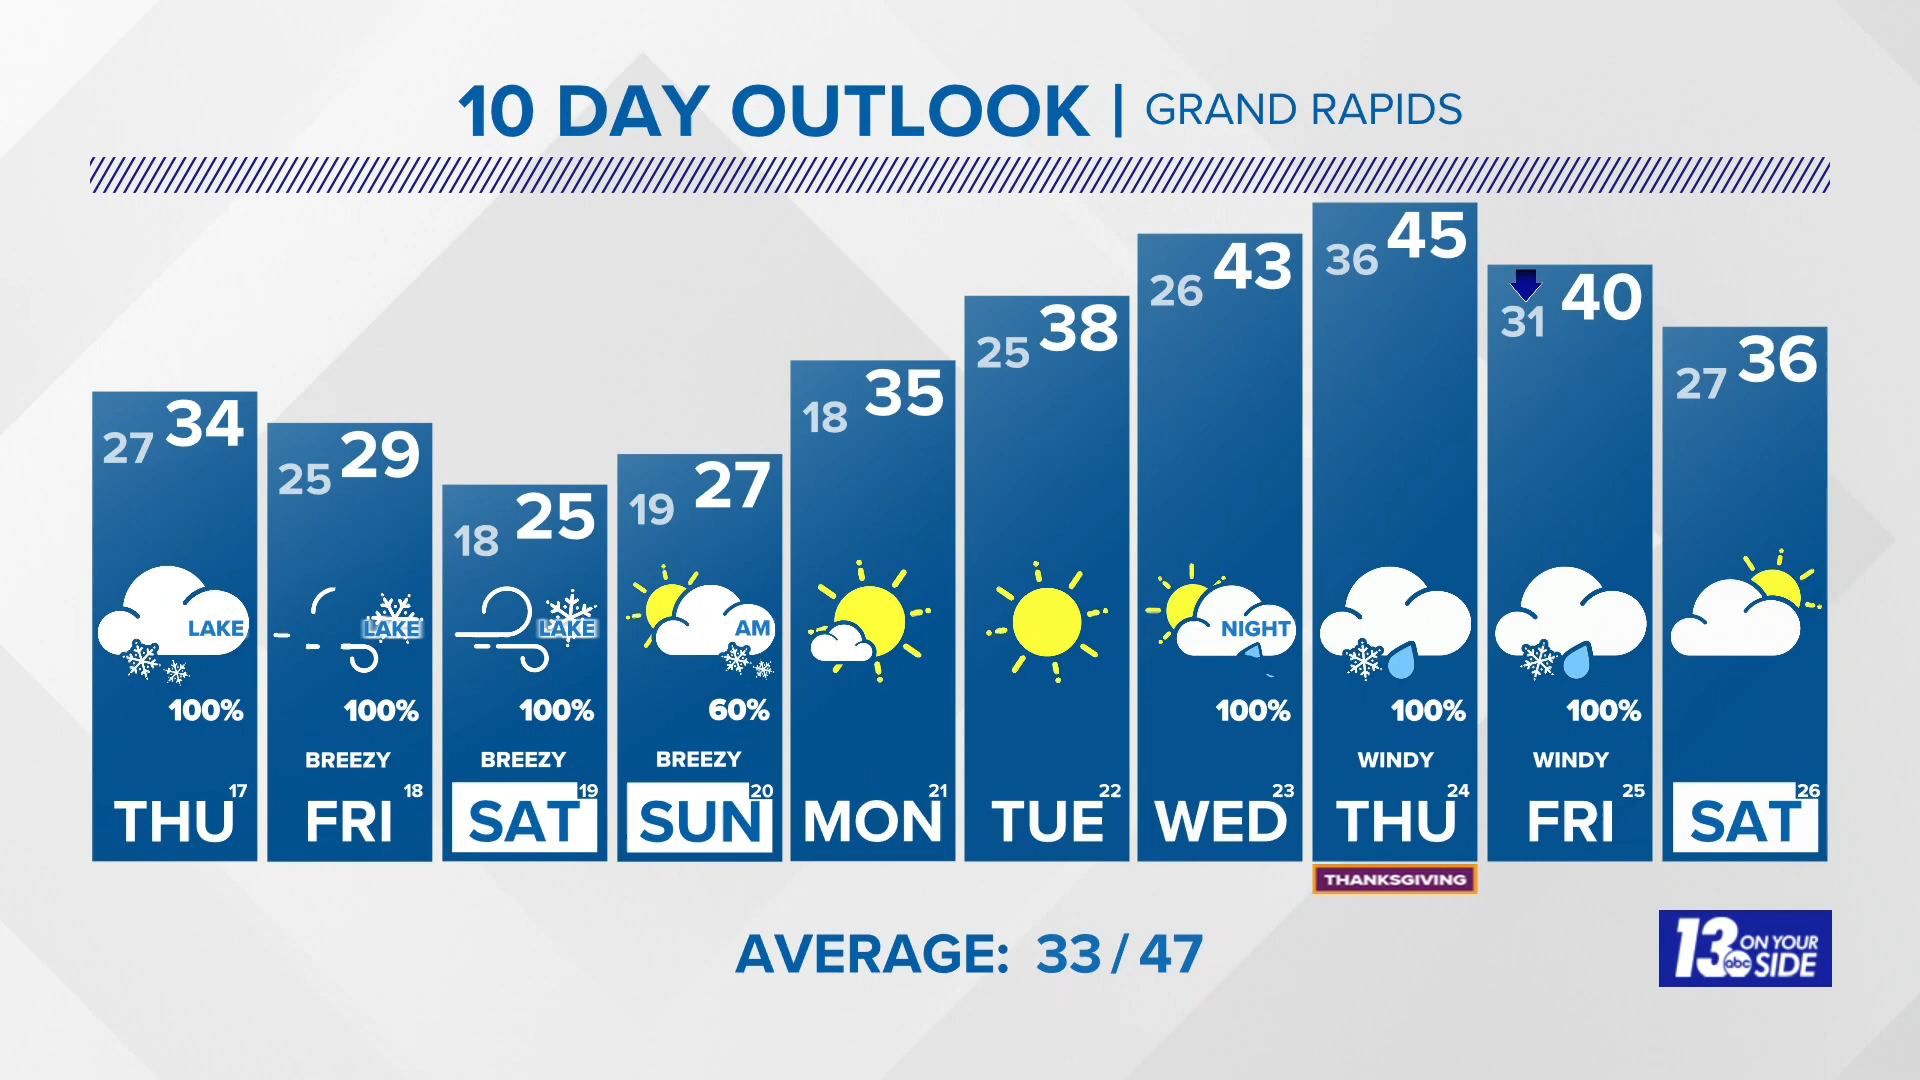 10 DAY OUTLOOK | GRAND RAPIDS
27 34
LAKE
100%
THU 17
25 29
LAKE
100%
BREEZY
FRI 18
18 25
LAKE
100%
BREEZY
SAT 19
19 27
AM
60%
BREEZY
SUN 20
18 35
MON 21
25 38
TUE 22
26 43
NIGHT
100%
WED 23
36 45
100%
WINDY
THU 24
THANKSGIVING
31 40
100%
WINDY
FRI 25
27 36
SAT 26
AVERAGE: 33 / 47
13 ON YOUR
abc SIDE